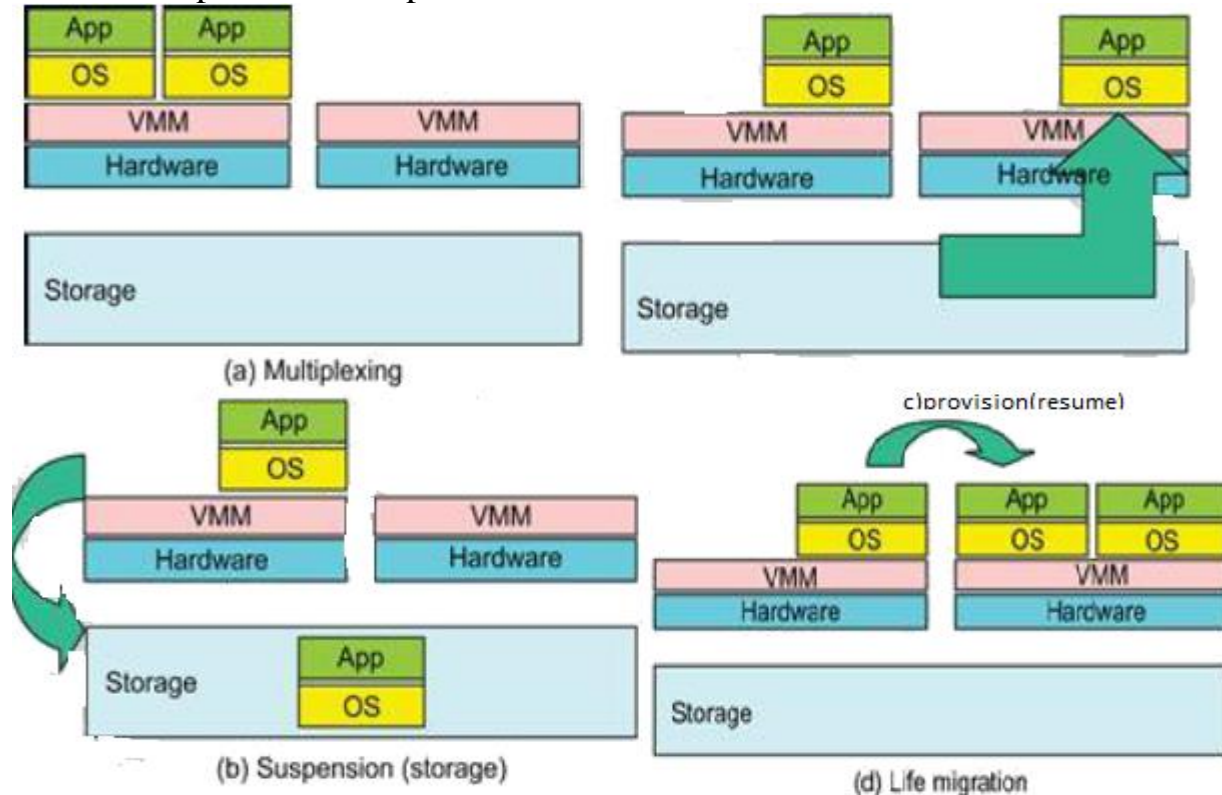 App App
OS OS
VMM VMM
Hardware Hardware
Storage
(a) Multiplexing
App App
OS OS
VMM VMM
Hardware Hardware
Storage
c)provision(resume)
App
OS
VMM VMM
Hardware Hardware
App
Storage
OS
(b) Suspension (storage)
App App App
OS OS OS
VMM VMM
Hardware Hardware
Storage
(d) Life migration